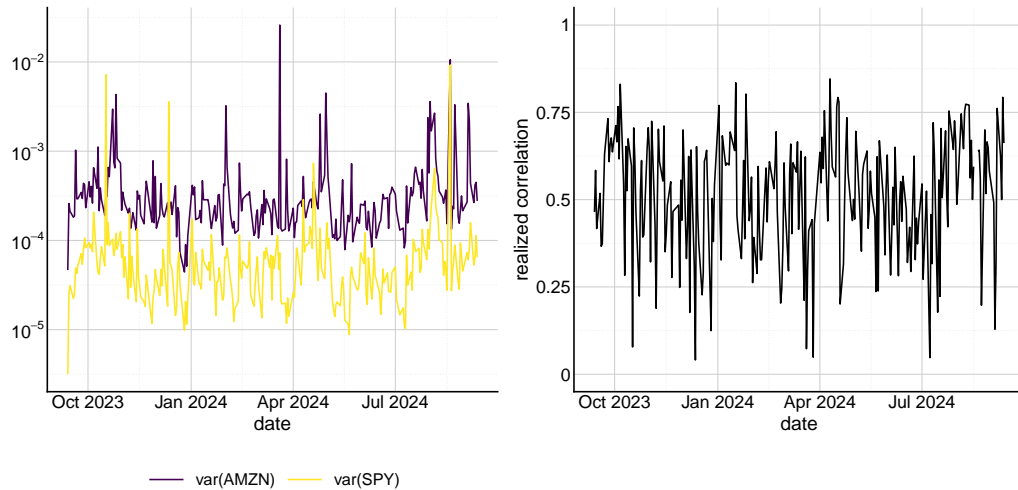 10⁻²
10⁻³
10⁻⁴
10⁻⁵
Oct 2023 Jan 2024 Apr 2024 Jul 2024
date
var(AMZN) var(SPY)
realized correlation
1
0.75
0.5
0.25
0
Oct 2023 Jan 2024 Apr 2024 Jul 2024
date